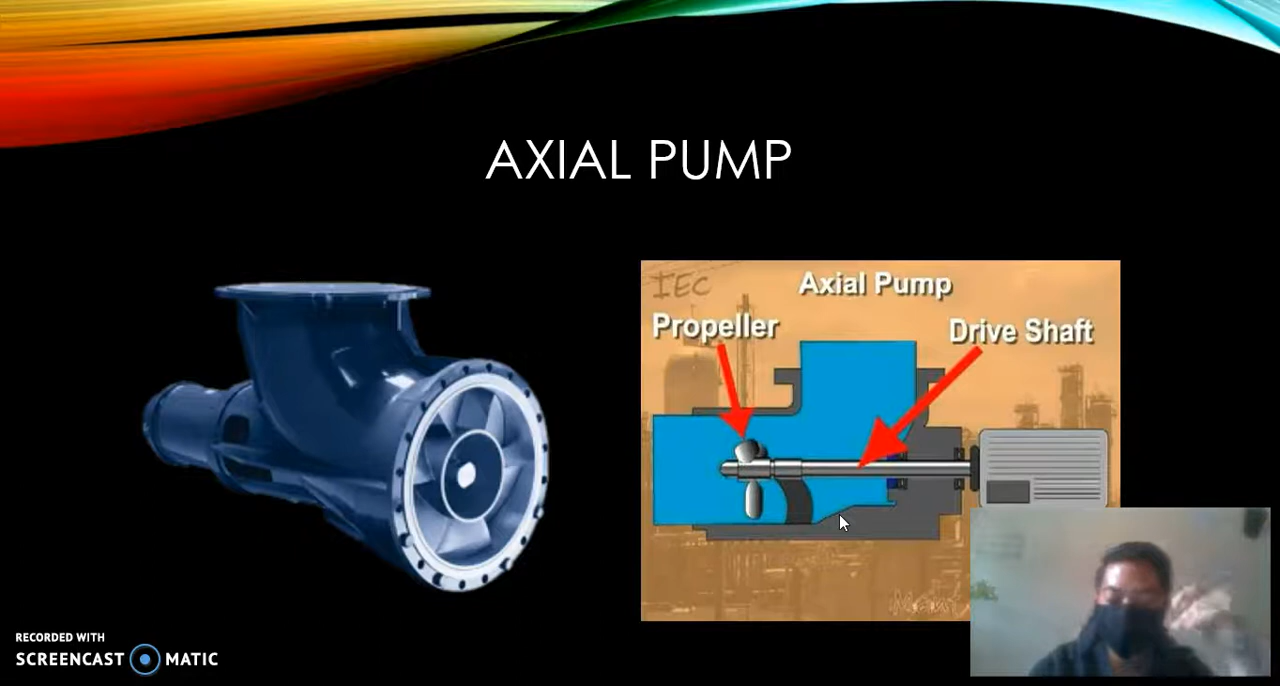 AXIAL PUMP
IEC
Axial Pump
Propeller
Drive Shaft
RECORDED WITH
SCREENCAST MATIC